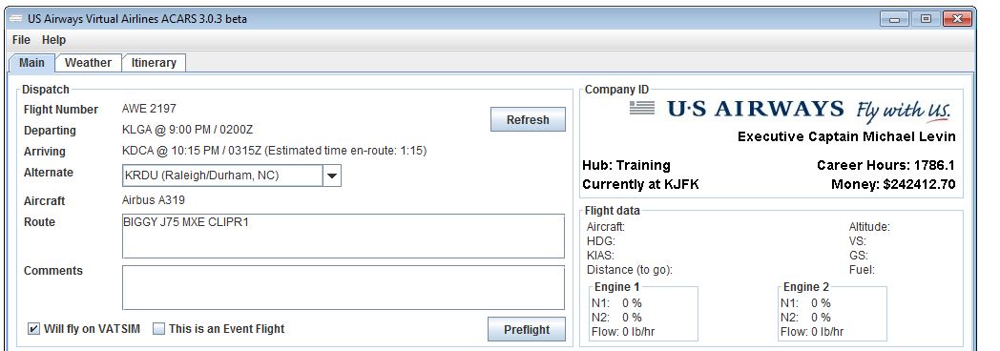 US Airways Virtual Airlines ACARS 3.0.3 beta
File Help
Main Weather Itinerary
Dispatch
Flight Number AWE 2197
Refresh
Departing KLGA @ 9:00 PM / 0200Z
Arriving KDCA @ 10:15 PM / 0315Z (Estimated time en-route: 1:15)
Alternate KRDU (Raleigh/Durham, NC)
Aircraft Airbus A319
Route BIGGY J75 MXE CLIPR1
Comments
Will fly on VATSIM This is an Event Flight Preflight
Company ID
U·S AIRWAYS Fly with US.
Executive Captain Michael Levin
Hub: Training Career Hours: 1786.1
Currently at KJFK Money: $242412.70
Flight data
Aircraft: Altitude:
HDG: VS:
KIAS: GS:
Distance (to go): Fuel:
Engine 1 Engine 2
N1: 0 % N1: 0 %
N2: 0 % N2: 0 %
Flow: 0 lb/hr Flow: 0 lb/hr